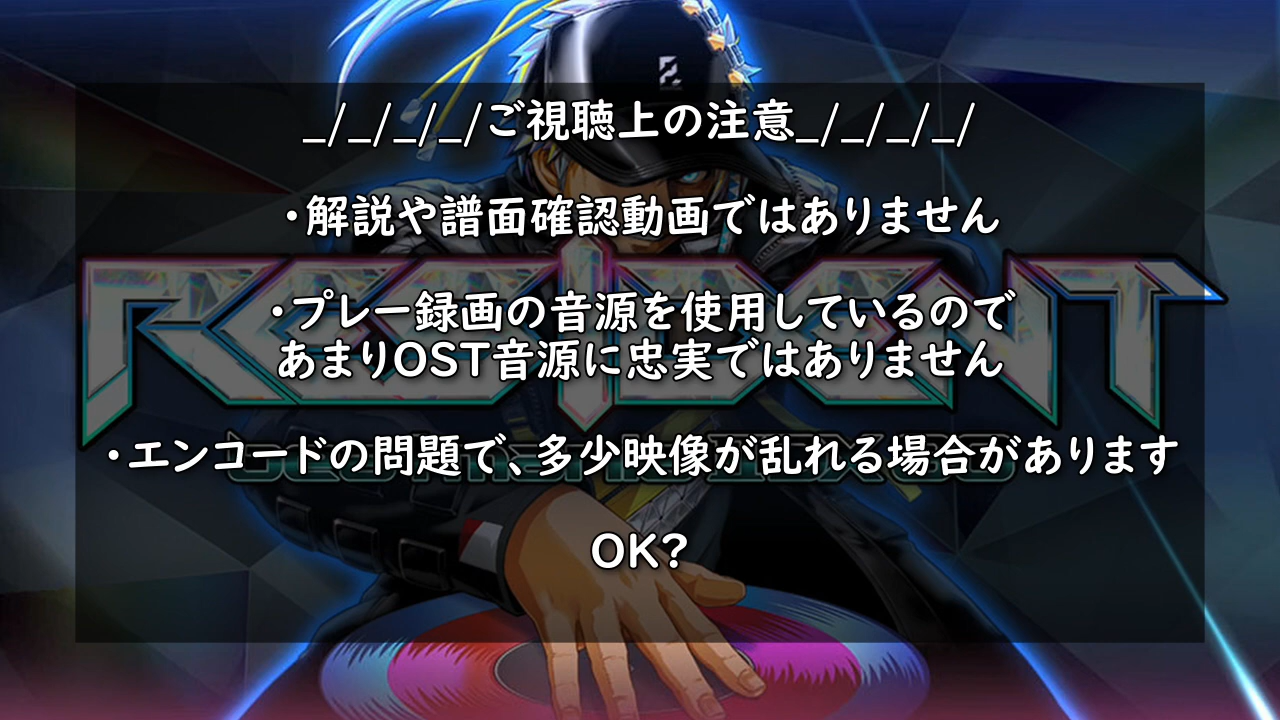 _/_/_/_/ご視聴上の注意_/_/_/_/
・解説や譜面確認動画ではありません
・プレー録画の音源を使用しているので
あまりOST音源に忠実ではありません
・エンコードの問題で、多少映像が乱れる場合があります
OK?
RESIDENT
beatmania IIDX 30